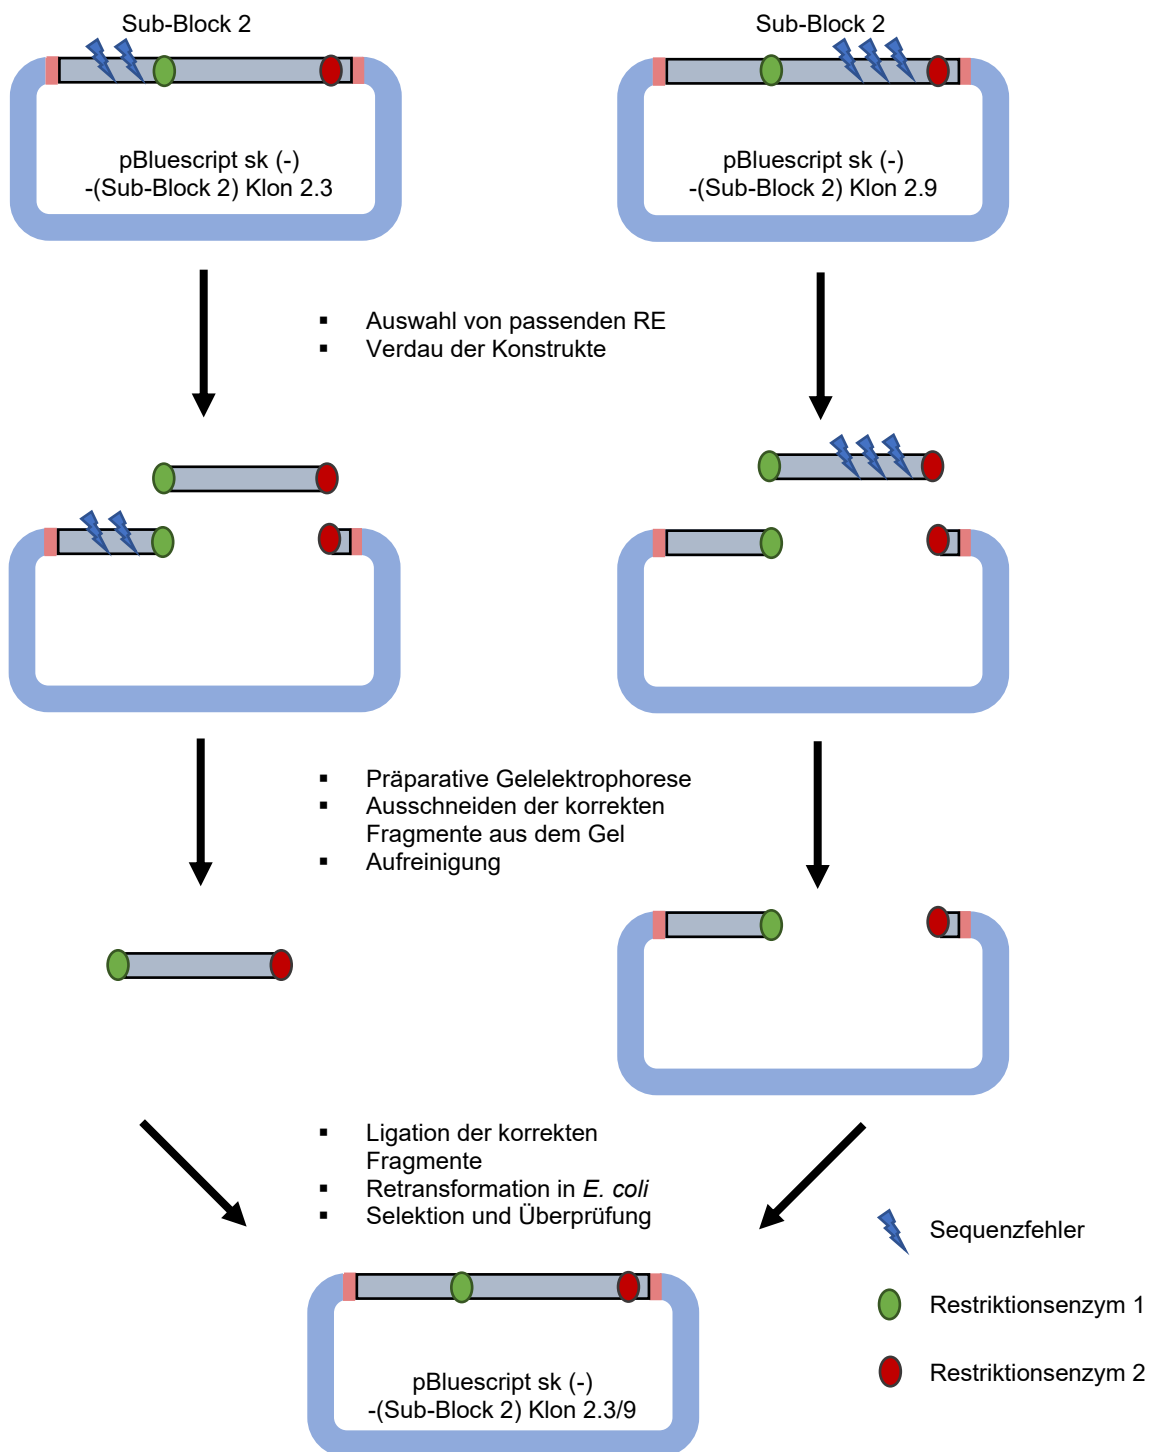 Sub-Block 2
Sub-Block 2
pBluescript sk (-)
-(Sub-Block 2) Klon 2.3
pBluescript sk (-)
-(Sub-Block 2) Klon 2.9
▪ Auswahl von passenden RE
▪ Verdau der Konstrukte
▪ Präparative Gelelektrophorese
▪ Ausschneiden der korrekten
Fragmente aus dem Gel
▪ Aufreinigung
▪ Ligation der korrekten
Fragmente
▪ Retransformation in E. coli
▪ Selektion und Überprüfung
Sequenzfehler
Restriktionsenzym 1
Restriktionsenzym 2
pBluescript sk (-)
-(Sub-Block 2) Klon 2.3/9